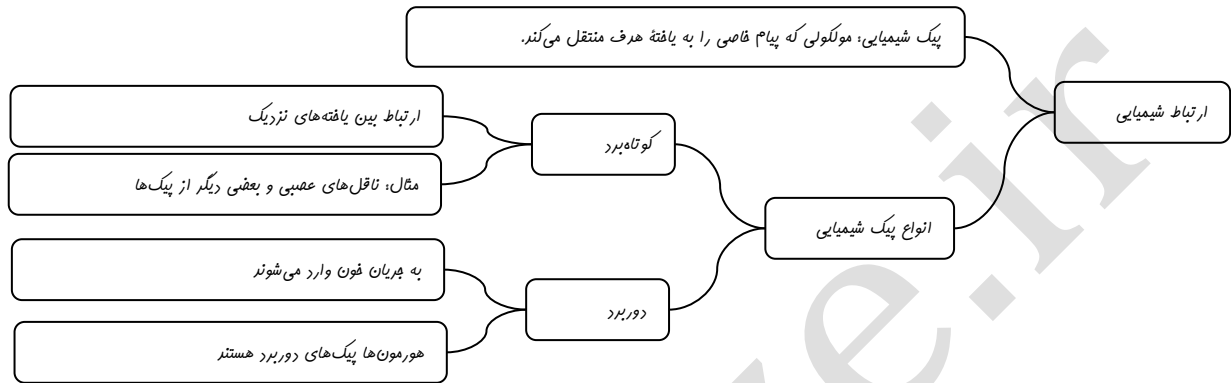 ارتباط شیمیایی
پیک شیمیایی: مولکولی که پیام خاصی را به یاختهٔ هدف منتقل می‌کند.
انواع پیک شیمیایی
کوتاه‌برد
ارتباط بین یاخته‌های نزدیک
مثال: ناقل‌های عصبی و بعضی دیگر از پیک‌ها
دوربرد
به جریان خون وارد می‌شوند
هورمون‌ها پیک‌های دوربرد هستند